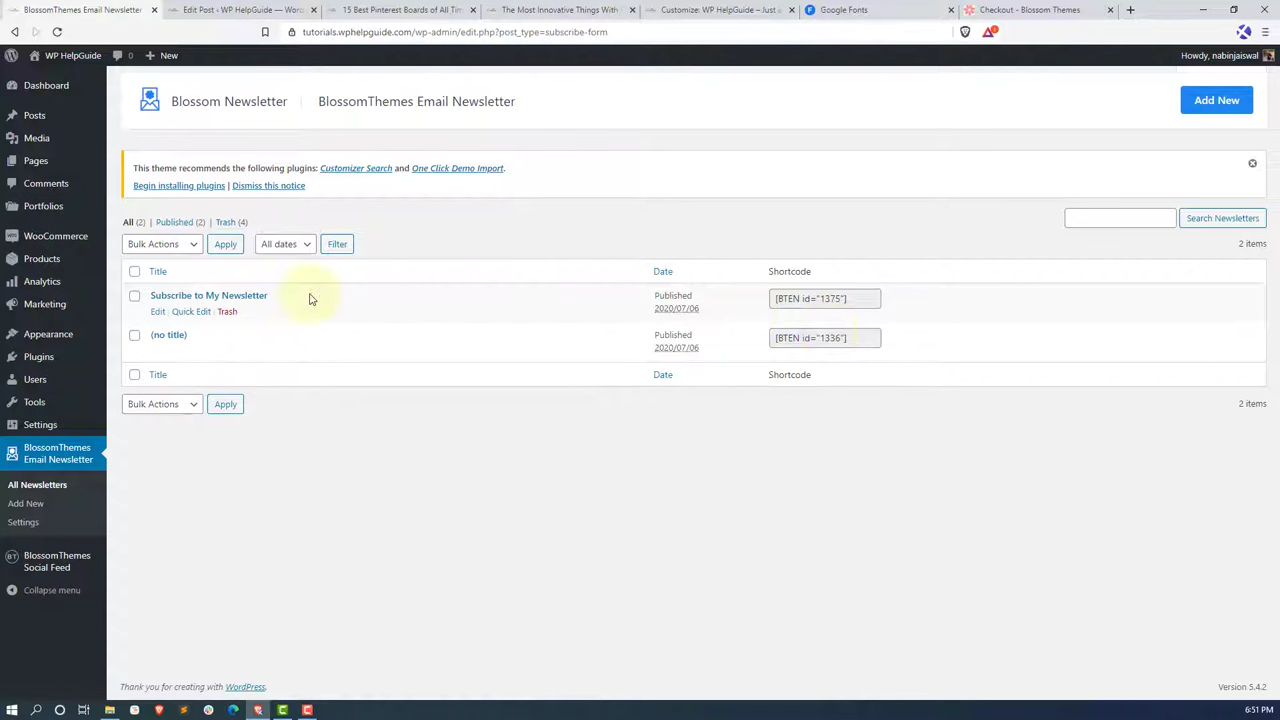 BlossomThemes Email Newsletter
Edit Post ‹ WP HelpGuide — Wor
15 Best Pinterest Boards of All Tim
The Most Innovative Things With
Customize: WP HelpGuide – Just
Google Fonts
Checkout - Blossom Themes
tutorials.wphelpguide.com/wp-admin/edit.php?post_type=subscribe-form
WP HelpGuide 0 New
Howdy, nabinjaiswal
Dashboard
Posts
Media
Pages
Comments
Portfolios
WooCommerce
Products
Analytics
Marketing
Appearance
Plugins
Users
Tools
Settings
BlossomThemes
Email Newsletter
All Newsletters
Add New
Settings
BT
BlossomThemes
Social Feed
Collapse menu
Blossom Newsletter
BlossomThemes Email Newsletter
Add New
This theme recommends the following plugins: Customizer Search and One Click Demo Import.
Begin installing plugins | Dismiss this notice
All (2) | Published (2) | Trash (4)
Search Newsletters
Bulk Actions Apply All dates Filter
2 items
Title Date Shortcode
Subscribe to My Newsletter Published [BTEN id="1375"]
2020/07/06
Edit | Quick Edit | Trash
(no title) Published [BTEN id="1336"]
2020/07/06
Title Date Shortcode
Bulk Actions Apply
2 items
Thank you for creating with WordPress.
Version 5.4.2
6:51 PM